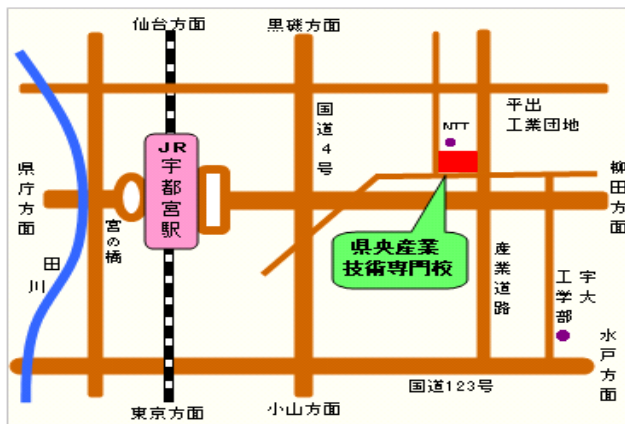 仙台方面
黒磯方面
国道4号
平出
工業団地
NTT
JR
宇都宮駅
県庁方面
宮の橋
田川
柳田方面
県央産業
技術専門校
産業道路
宇大
工学部
水戸方面
国道123号
東京方面
小山方面